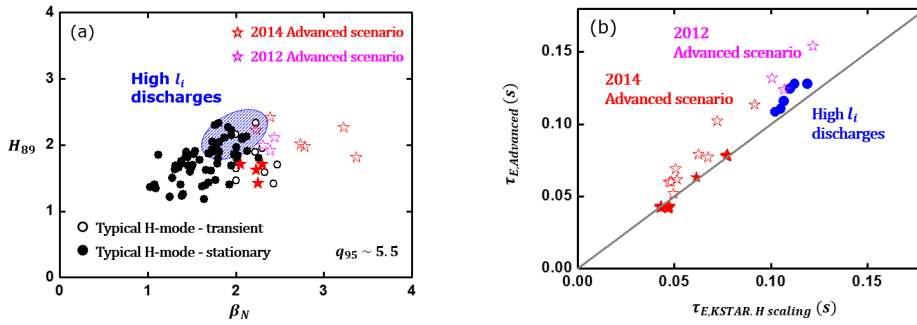 (a)
☆ 2014 Advanced scenario
☆ 2012 Advanced scenario
High l_i
discharges
H_89
4
3
2
1
0
○ Typical H-mode - transient
● Typical H-mode - stationary
q_95 ~ 5.5
0 1 2 3 4
β_N
(b)
2012
Advanced scenario
2014
Advanced scenario
High l_i
discharges
τ_E,Advanced (s)
0.15
0.10
0.05
0.00
0.00 0.05 0.10 0.15
τ_E,KSTAR.H scaling (s)